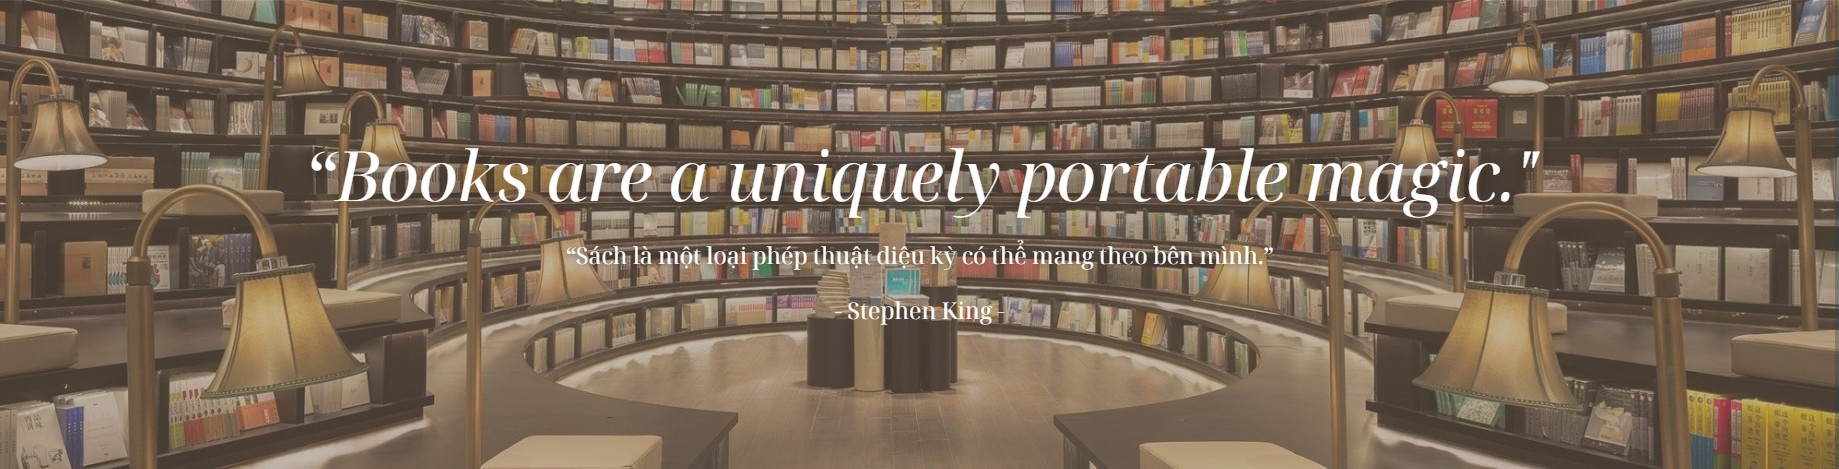 “Books are a uniquely portable magic."
“Sách là một loại phép thuật diệu kỳ có thể mang theo bên mình.”
- Stephen King -